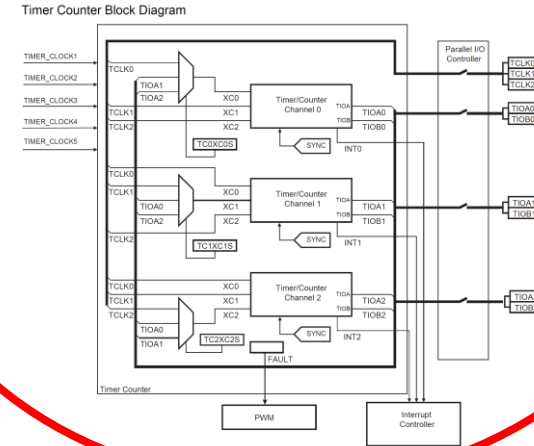 Timer Counter Block Diagram
Parallel I/O
Controller
TIMER_CLOCK1
TIMER_CLOCK2
TIMER_CLOCK3
TIMER_CLOCK4
TIMER_CLOCK5
TCLK0
TIOA1
TIOA2
TCLK1
TCLK2
XC0
XC1
XC2
TC0XC0S
Timer/Counter
Channel 0
TIOA
TIOB
TIOA0
TIOB0
SYNC
INT0
TCLK0
TCLK1
TCLK2
TIOA0
TIOB0
TCLK0
TCLK1
TIOA0
TIOA2
TCLK2
XC0
XC1
XC2
TC1XC1S
Timer/Counter
Channel 1
TIOA
TIOB
TIOA1
TIOB1
SYNC
INT1
TIOA1
TIOB1
TCLK0
TCLK1
TCLK2
TIOA0
TIOA1
XC0
XC1
XC2
TC2XC2S
Timer/Counter
Channel 2
TIOA
TIOB
TIOA2
TIOB2
SYNC
INT2
FAULT
Timer Counter
PWM
Interrupt
Controller